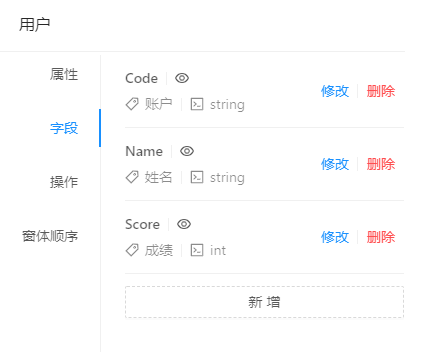 用户
属性
字段
操作
窗体顺序
Code
账户 string
修改 删除
Name
姓名 string
修改 删除
Score
成绩 int
修改 删除
新 增